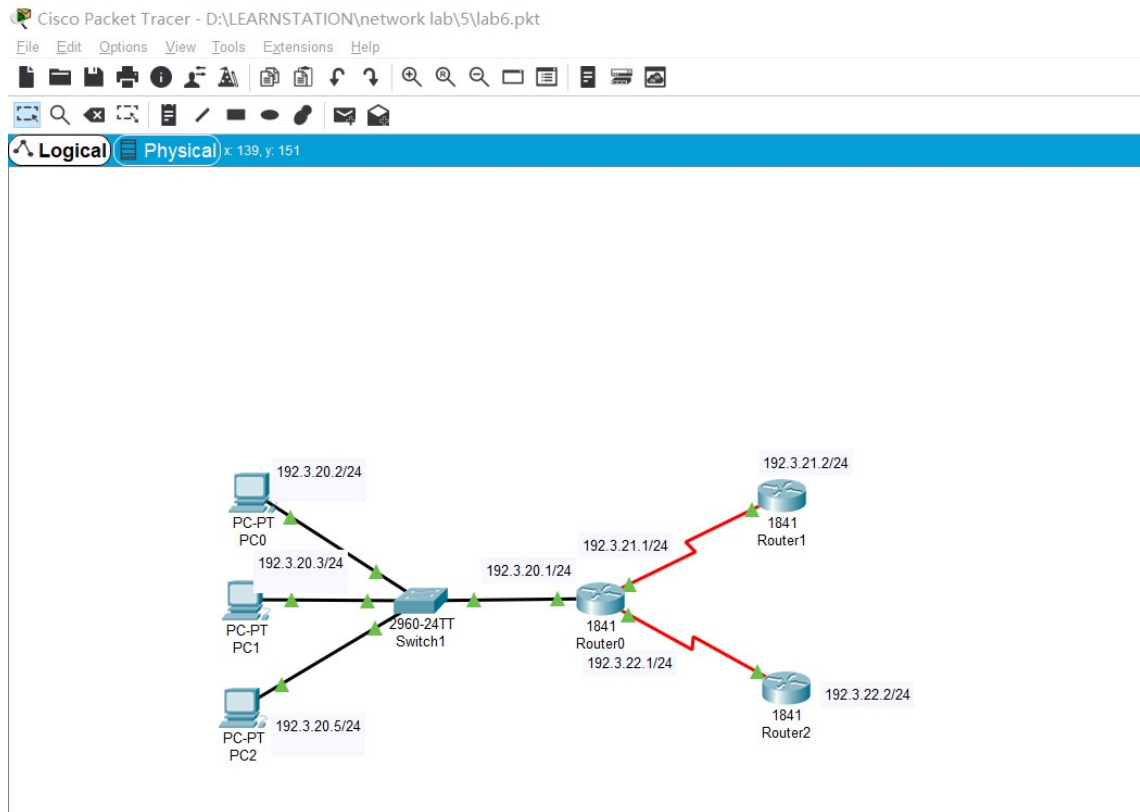 Cisco Packet Tracer - D:\LEARNSTATION\network lab\5\lab6.pkt
File Edit Options View Tools Extensions Help
Logical Physical x: 139, y: 151
192.3.20.2/24
PC-PT
PC0
192.3.20.3/24
PC-PT
PC1
192.3.20.5/24
PC-PT
PC2
2960-24TT
Switch1
192.3.20.1/24
192.3.21.1/24
1841
Router0
192.3.22.1/24
192.3.21.2/24
1841
Router1
192.3.22.2/24
1841
Router2